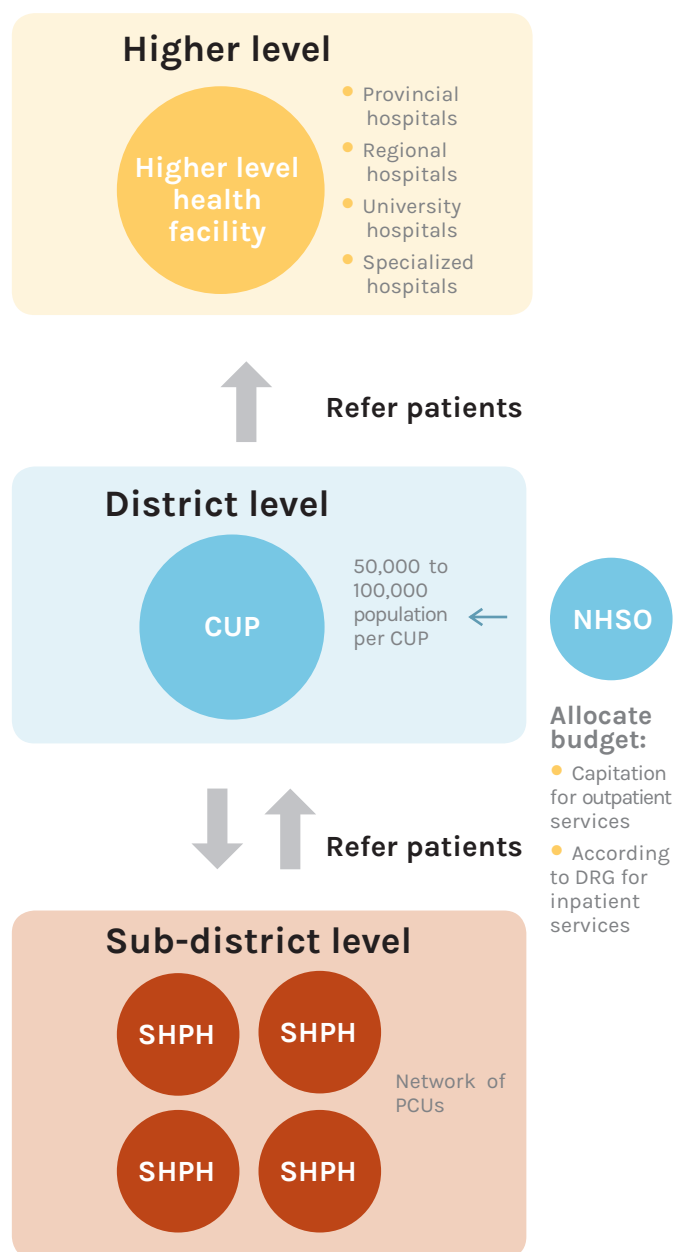 Higher level
Higher level
health
facility
• Provincial
hospitals
• Regional
hospitals
• University
hospitals
• Specialized
hospitals
Refer patients
District level
CUP
50,000 to
100,000
population
per CUP
NHSO
Allocate
budget:
• Capitation
for outpatient
services
• According
to DRG for
inpatient
services
Refer patients
Sub-district level
SHPH
SHPH
SHPH
SHPH
Network of
PCUs